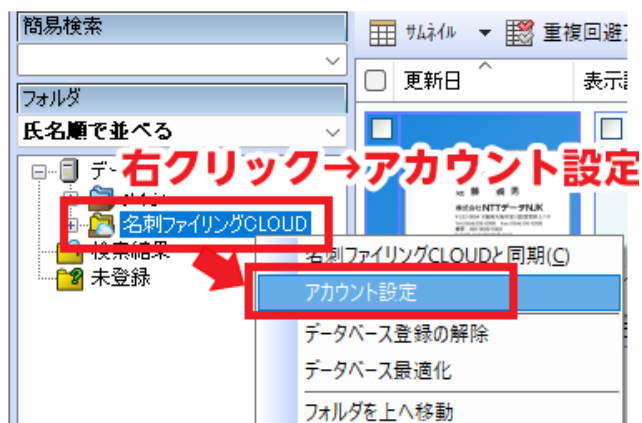 簡易検索
サムネイル
重複回避
更新日
表示
フォルダ
氏名順で並べる
右クリック→アカウント設定
名刺ファイリングCLOUD
検索結果
未登録
名刺ファイリングCLOUDと同期(C)
アカウント設定
データベース登録の解除
データベース最適化
フォルダを上へ移動
株式会社NTTデータNJK